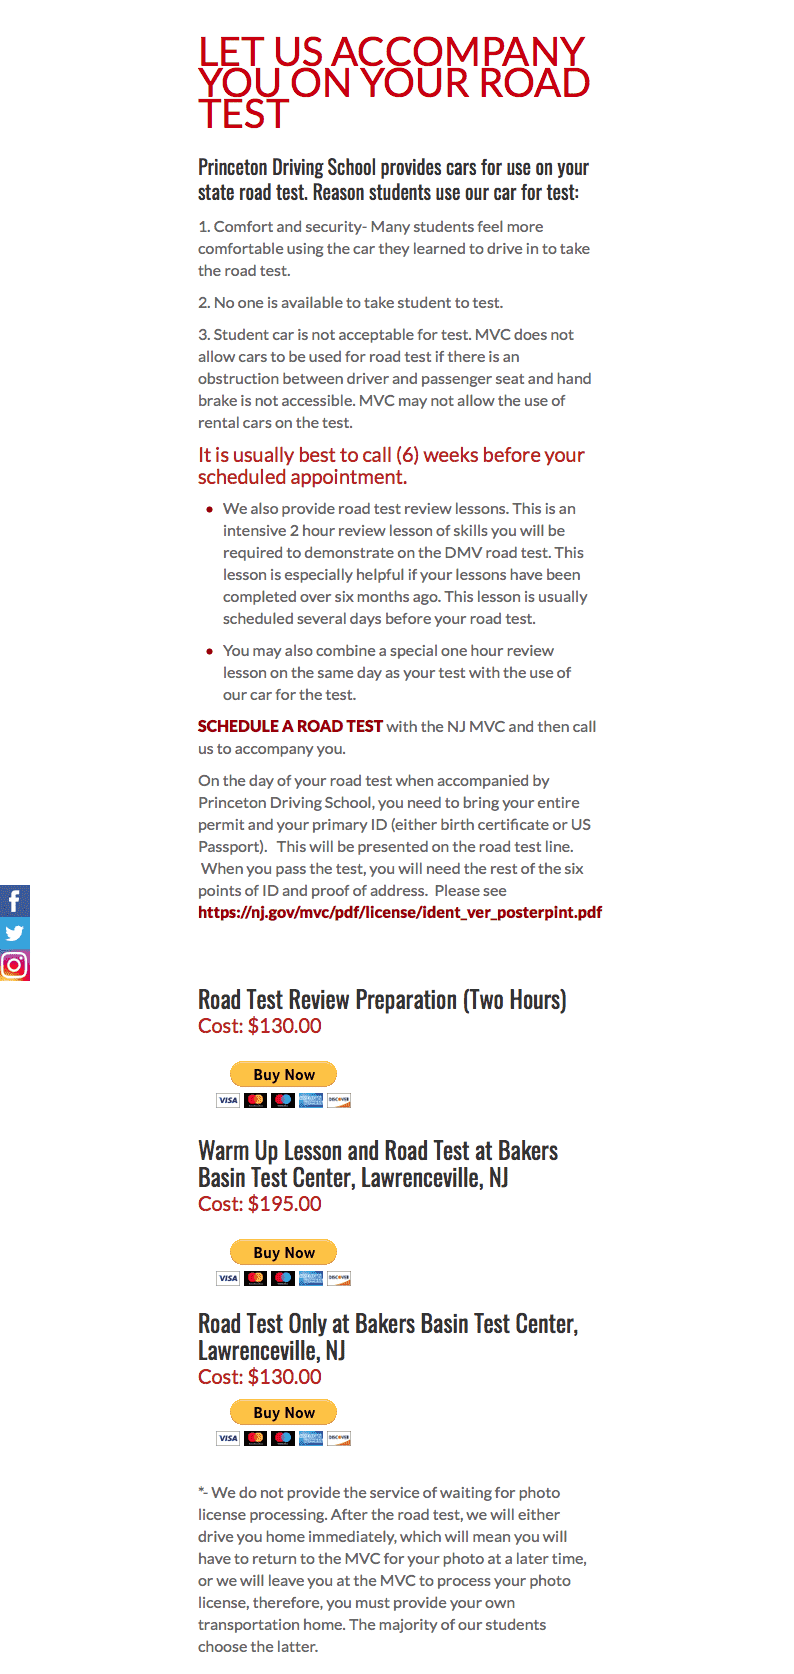 LET US ACCOMPANY
YOU ON YOUR ROAD
TEST
Princeton Driving School provides cars for use on your
state road test. Reason students use our car for test:
1. Comfort and security- Many students feel more
comfortable using the car they learned to drive in to take
the road test.
2. No one is available to take student to test.
3. Student car is not acceptable for test. MVC does not
allow cars to be used for road test if there is an
obstruction between driver and passenger seat and hand
brake is not accessible. MVC may not allow the use of
rental cars on the test.
It is usually best to call (6) weeks before your
scheduled appointment.
• We also provide road test review lessons. This is an
intensive 2 hour review lesson of skills you will be
required to demonstrate on the DMV road test. This
lesson is especially helpful if your lessons have been
completed over six months ago. This lesson is usually
scheduled several days before your road test.
• You may also combine a special one hour review
lesson on the same day as your test with the use of
our car for the test.
SCHEDULE A ROAD TEST with the NJ MVC and then call
us to accompany you.
On the day of your road test when accompanied by
Princeton Driving School, you need to bring your entire
permit and your primary ID (either birth certificate or US
Passport).  This will be presented on the road test line.
When you pass the test, you will need the rest of the six
points of ID and proof of address.  Please see
https://nj.gov/mvc/pdf/license/ident_ver_posterpint.pdf
Road Test Review Preparation (Two Hours)
Cost: $130.00
Buy Now
VISA DISCOVER
Warm Up Lesson and Road Test at Bakers
Basin Test Center, Lawrenceville, NJ
Cost: $195.00
Buy Now
VISA DISCOVER
Road Test Only at Bakers Basin Test Center,
Lawrenceville, NJ
Cost: $130.00
Buy Now
VISA DISCOVER
*- We do not provide the service of waiting for photo
license processing. After the road test, we will either
drive you home immediately, which will mean you will
have to return to the MVC for your photo at a later time,
or we will leave you at the MVC to process your photo
license, therefore, you must provide your own
transportation home. The majority of our students
choose the latter.